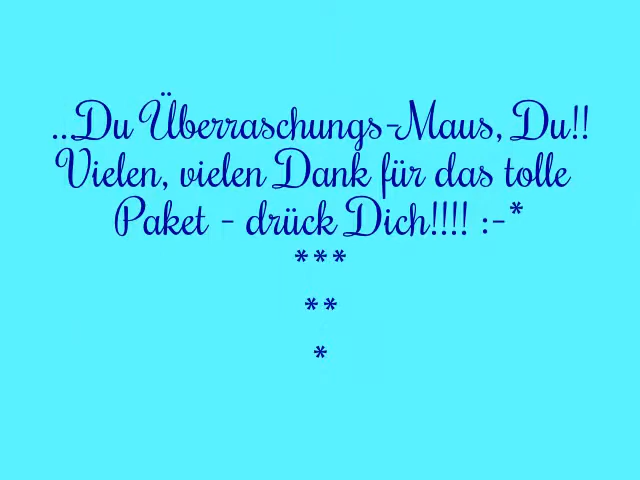 ...Du Überraschungs-Maus, Du!!
Vielen, vielen Dank für das tolle
Paket - drück Dich!!!! :-*
***
**
*